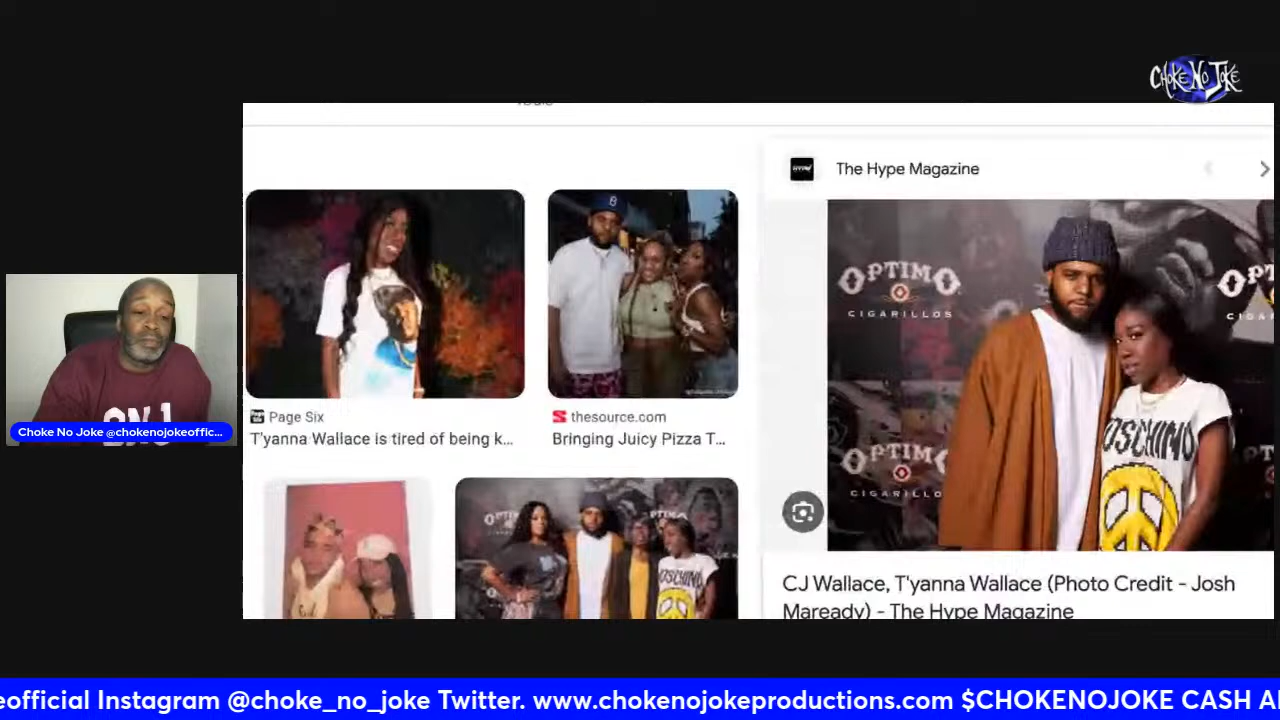 CHOKE NO JOKE
The Hype Magazine
OPTIMO
CIGARILLOS
OPTIMO
CIGARILLO
MOSCHINO
Page Six
T'yanna Wallace is tired of being k...
thesource.com
Bringing Juicy Pizza T...
Choke No Joke @chokenojokeoffic...
CJ Wallace, T'yanna Wallace (Photo Credit - Josh
Maready) - The Hype Magazine
eofficial Instagram @choke_no_joke Twitter. www.chokenojokeproductions.com $CHOKENOJOKE CASH A